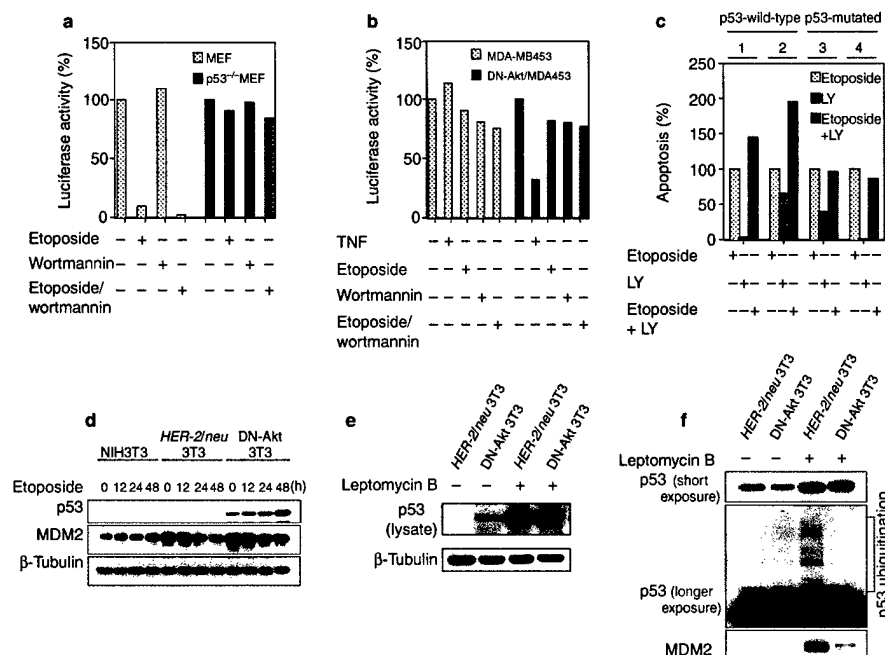 a
Luciferase activity (%)
150
100
50
0
MEF
p53–/–MEF
Etoposide – + – – – + – –
Wortmannin – – + – – – + –
Etoposide/
wortmannin – – – + – – – +
b
Luciferase activity (%)
150
100
50
0
MDA-MB453
DN-Akt/MDA453
TNF – + – – – – + – – –
Etoposide – – + – – – – + – –
Wortmannin – – – + – – – – + –
Etoposide/
wortmannin – – – – + – – – – +
c
p53-wild-type p53-mutated
1 2 3 4
Apoptosis (%)
250
200
150
100
50
0
Etoposide
LY
Etoposide
+LY
Etoposide +–– +–– +–– +––
LY –+– –+– –+– –+–
Etoposide
+ LY ––+ ––+ ––+ ––+
d
NIH3T3 HER-2/neu 3T3 DN-Akt 3T3
Etoposide 0 12 24 48 0 12 24 48 0 12 24 48(h)
p53
MDM2
β-Tubulin
e
HER-2/neu 3T3
DN-Akt 3T3
HER-2/neu 3T3
DN-Akt 3T3
Leptomycin B – – + +
p53
(lysate)
β-Tubulin
f
HER-2/neu 3T3
DN-Akt 3T3
HER-2/neu 3T3
DN-Akt 3T3
Leptomycin B – – + +
p53 (short
exposure)
p53 (longer
exposure)
p53 ubiquitination
MDM2